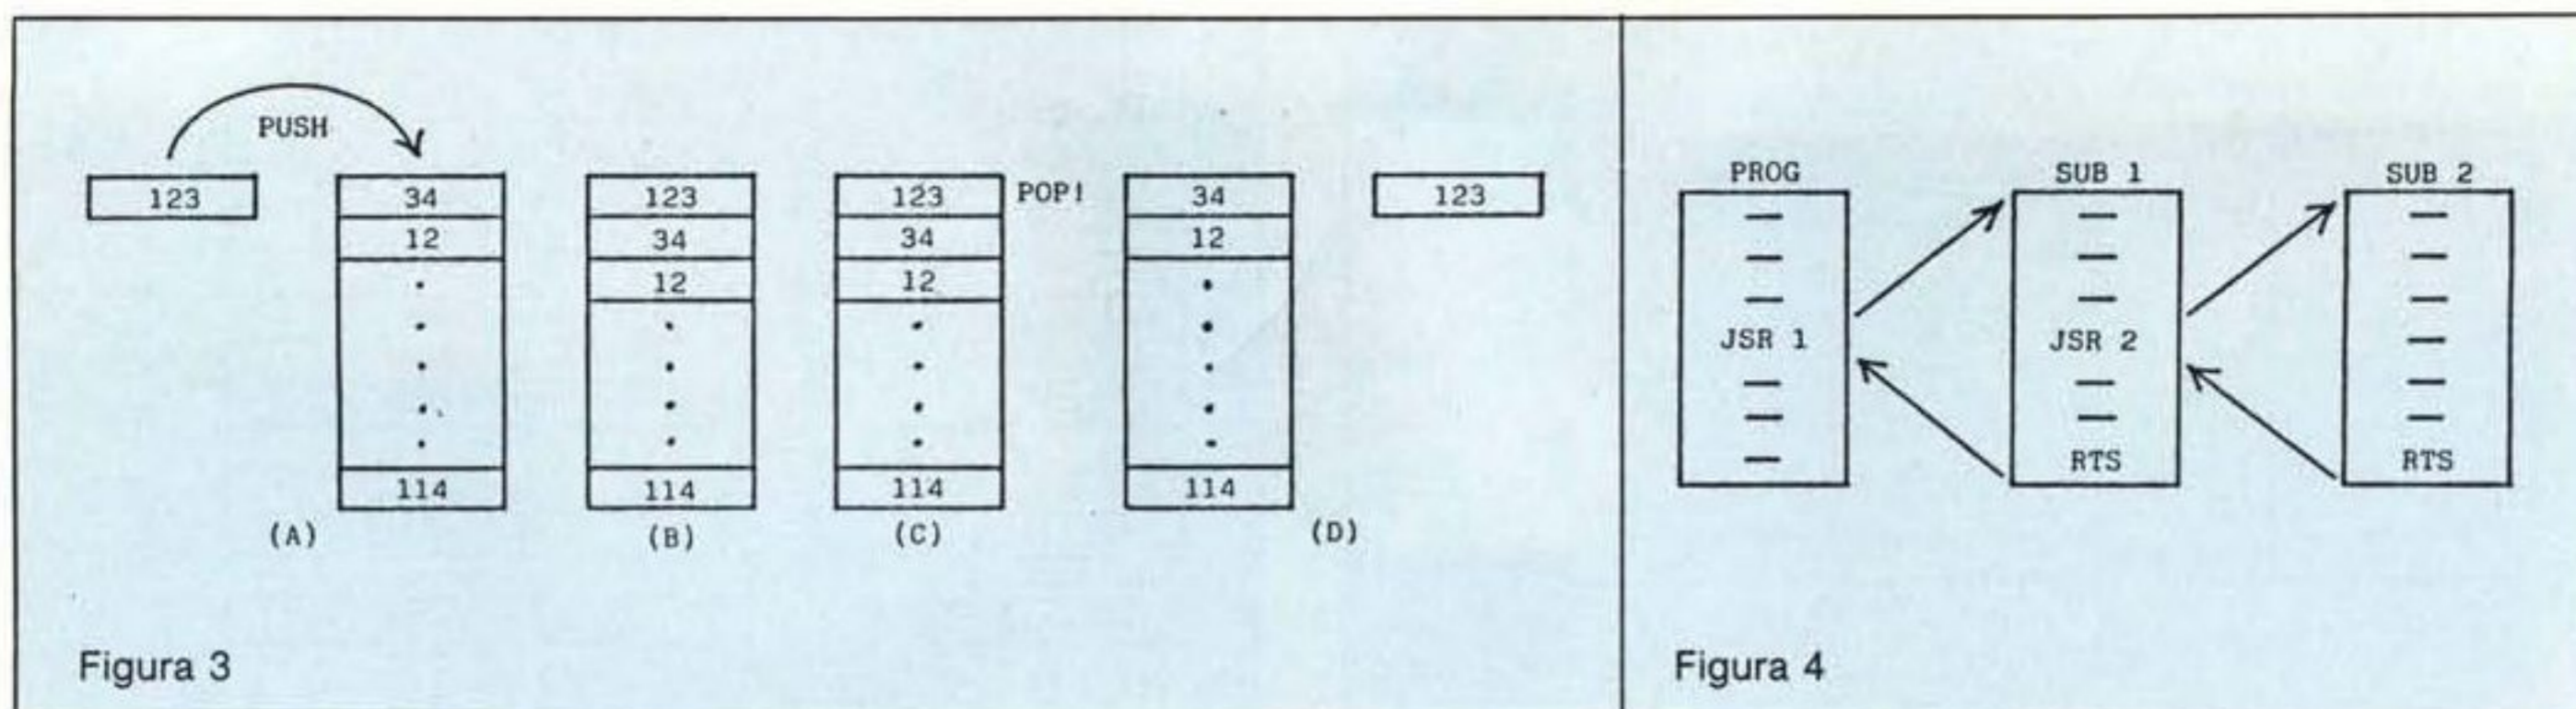 PUSH
123
34
12
114
(A)
123
34
12
114
(B)
123
34
12
114
(C)
POP!
34
12
114
123
(D)
Figura 3
PROG
JSR 1
SUB 1
JSR 2
RTS
SUB 2
RTS
Figura 4